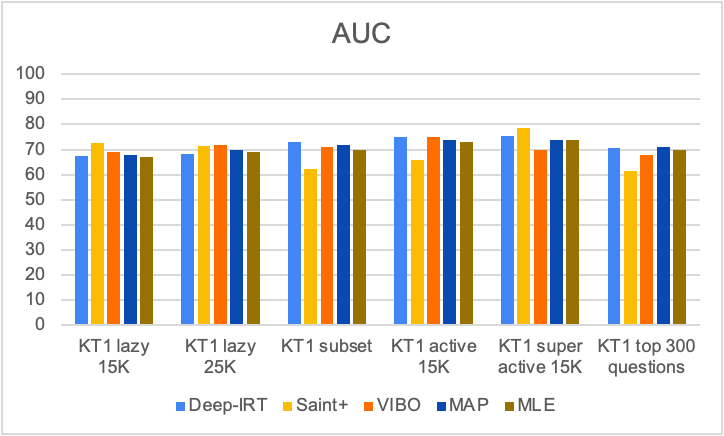 AUC
100
90
80
70
60
50
40
30
20
10
0
KT1 lazy 15K
KT1 lazy 25K
KT1 subset
KT1 active 15K
KT1 super active 15K
KT1 top 300 questions
Deep-IRT Saint+ VIBO MAP MLE